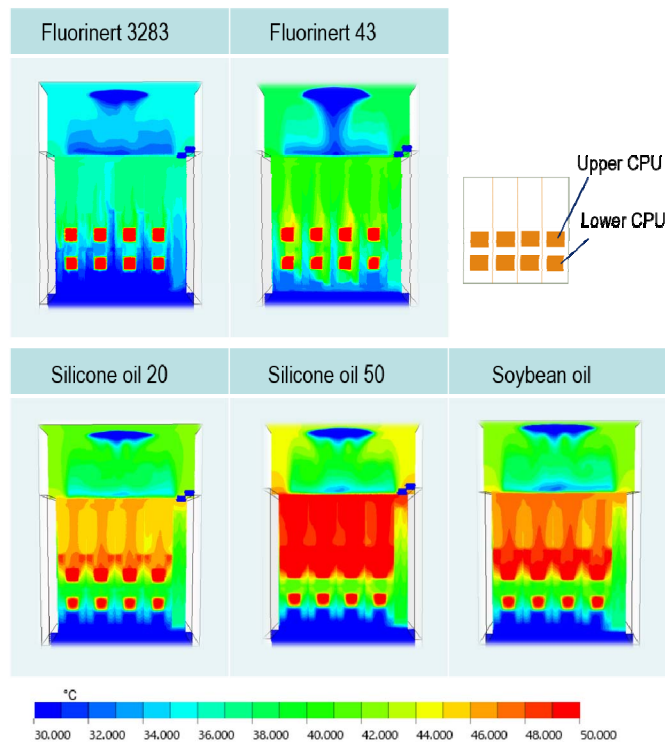 Fluorinert 3283
Fluorinert 43
Upper CPU
Lower CPU
Silicone oil 20
Silicone oil 50
Soybean oil
°C
30.000 32.000 34.000 36.000 38.000 40.000 42.000 44.000 46.000 48.000 50.000